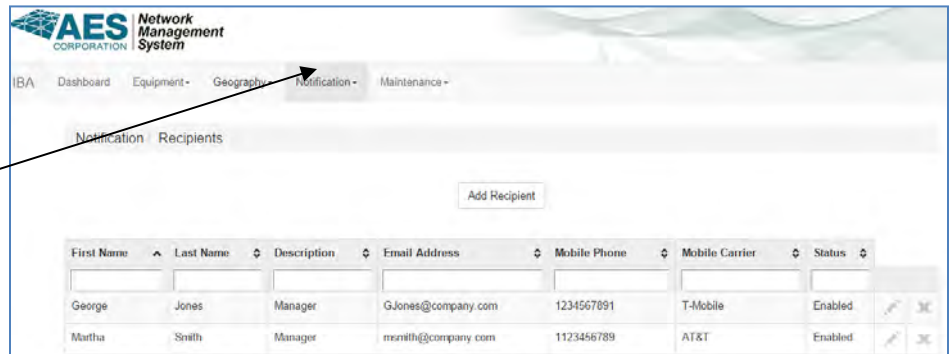 AES
CORPORATION
Network
Management
System
IBA Dashboard Equipment Geography Notification Maintenance
Notification / Recipients
Add Recipient
First Name Last Name Description Email Address Mobile Phone Mobile Carrier Status
George Jones Manager GJones@company.com 1234567891 T-Mobile Enabled
Martha Smith Manager msmith@company.com 1123456789 AT&T Enabled